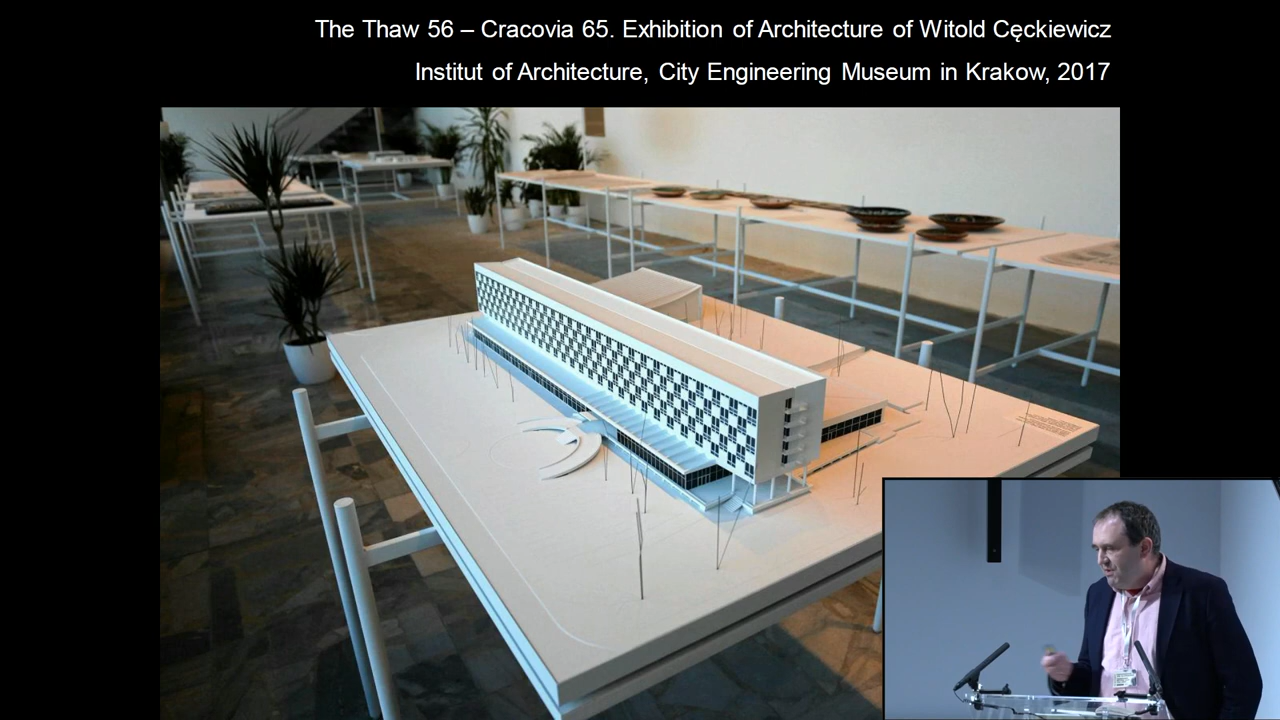 The Thaw 56 – Cracovia 65. Exhibition of Architecture of Witold Cęckiewicz
Institut of Architecture, City Engineering Museum in Krakow, 2017